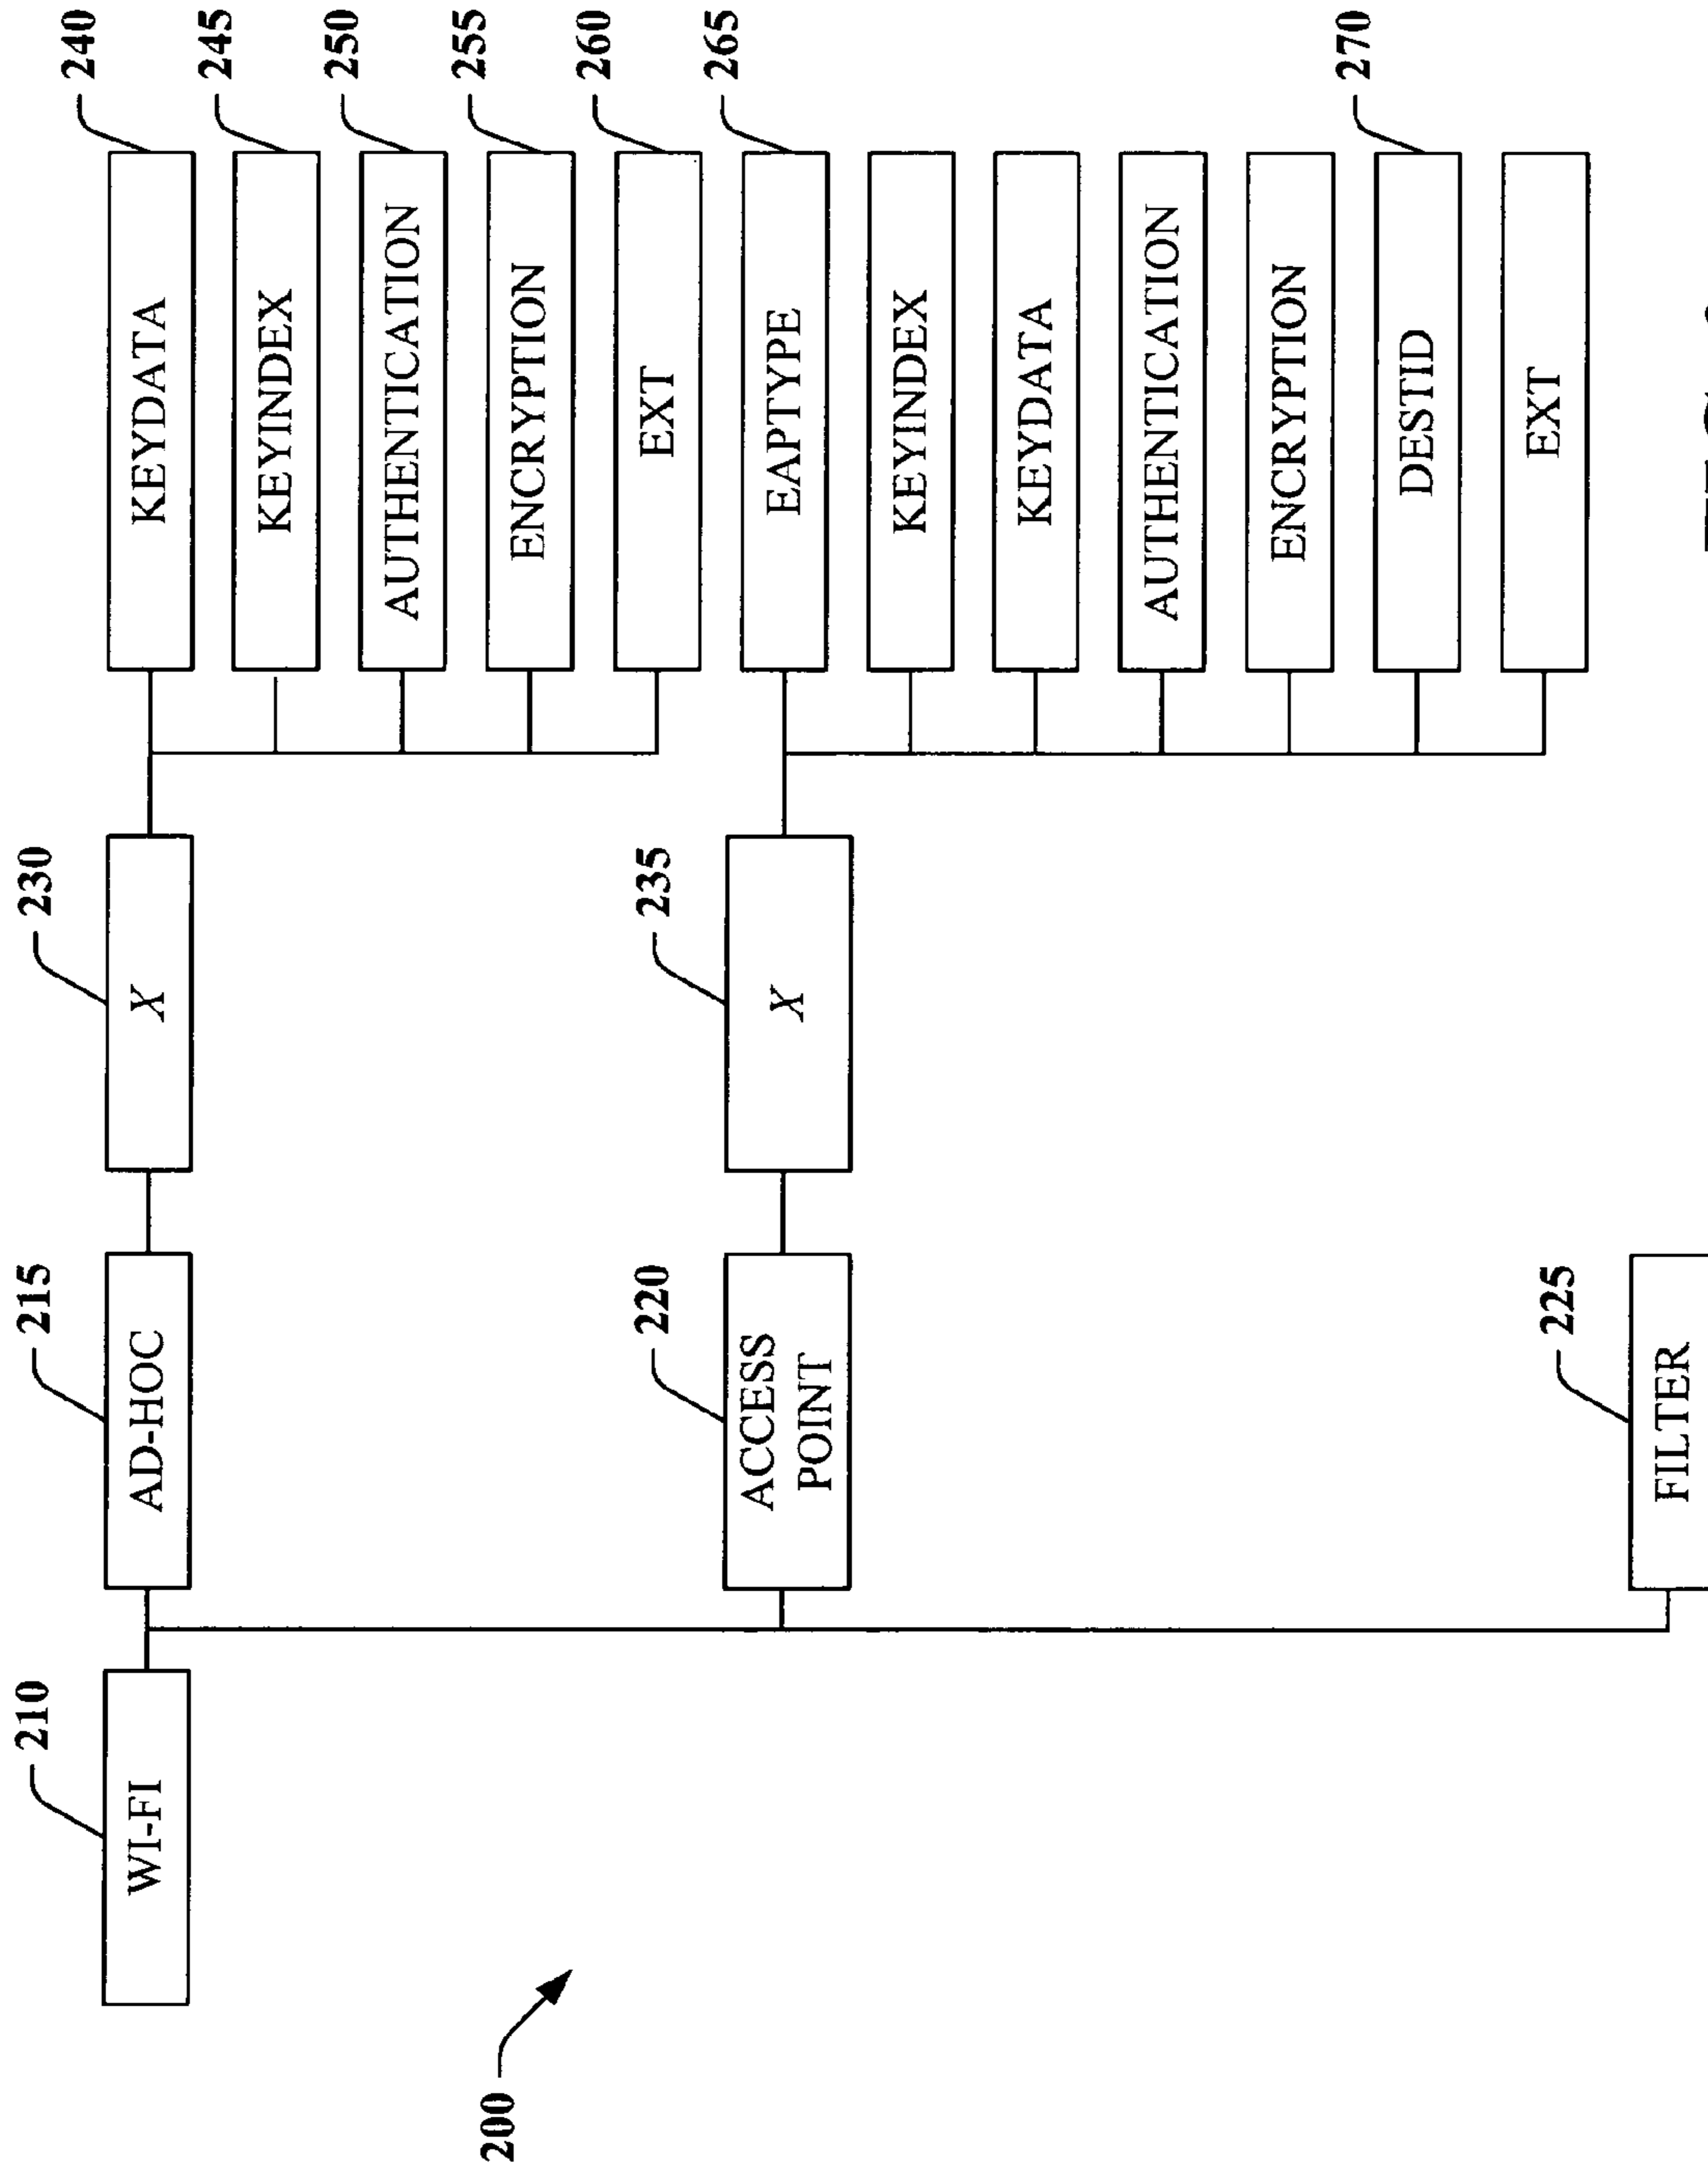 210
WI-FI
215
AD-HOC
230
X
240
KEYDATA
245
KEYINDEX
250
AUTHENTICATION
255
ENCRYPTION
260
EXT
200
220
ACCESS
POINT
235
X
265
EAPTYPE
KEYINDEX
KEYDATA
AUTHENTICATION
ENCRYPTION
270
DESTID
EXT
225
FILTER